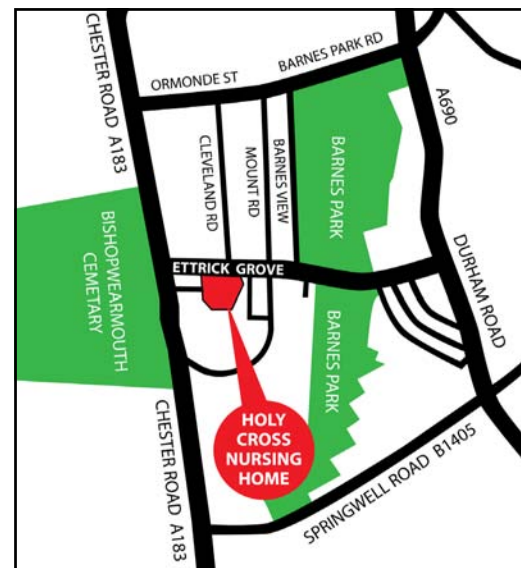 CHESTER ROAD A183
ORMONDE ST
BARNES PARK RD
A690
CLEVELAND RD
MOUNT RD
BARNES VIEW
BARNES PARK
BISHOPWEARMOUTH
CEMETARY
ETTRICK GROVE
DURHAM ROAD
BARNES PARK
HOLY
CROSS
NURSING
HOME
CHESTER ROAD A183
SPRINGWELL ROAD B1405